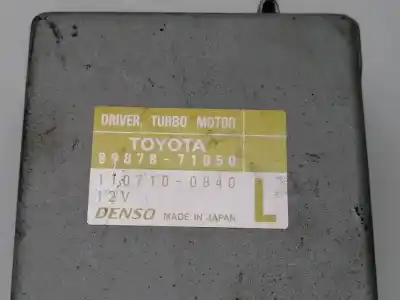 DRIVER, TURBO MOTOR
TOYOTA
89878-71050
110710-0840
12V
L
DENSO MADE IN JAPAN